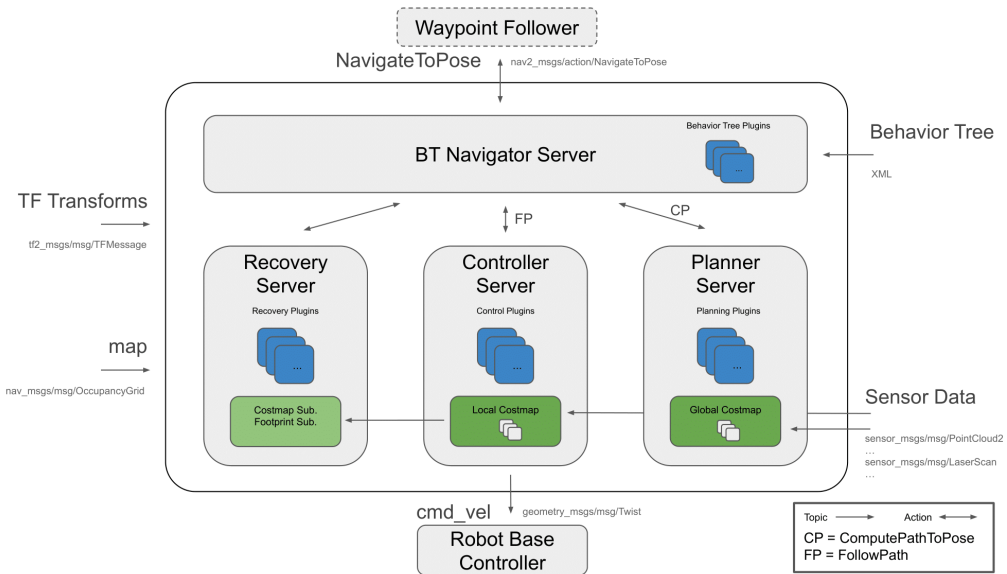 Waypoint Follower
NavigateToPose
nav2_msgs/action/NavigateToPose
Behavior Tree Plugins
BT Navigator Server
...
Behavior Tree
XML
TF Transforms
tf2_msgs/msg/TFMessage
FP
CP
Recovery
Server
Recovery Plugins
...
Costmap Sub.
Footprint Sub.
Controller
Server
Control Plugins
...
Local Costmap
Planner
Server
Planning Plugins
...
Global Costmap
map
nav_msgs/msg/OccupancyGrid
Sensor Data
sensor_msgs/msg/PointCloud2
...
sensor_msgs/msg/LaserScan
...
cmd_vel
geometry_msgs/msg/Twist
Robot Base
Controller
Topic
Action
CP = ComputePathToPose
FP = FollowPath